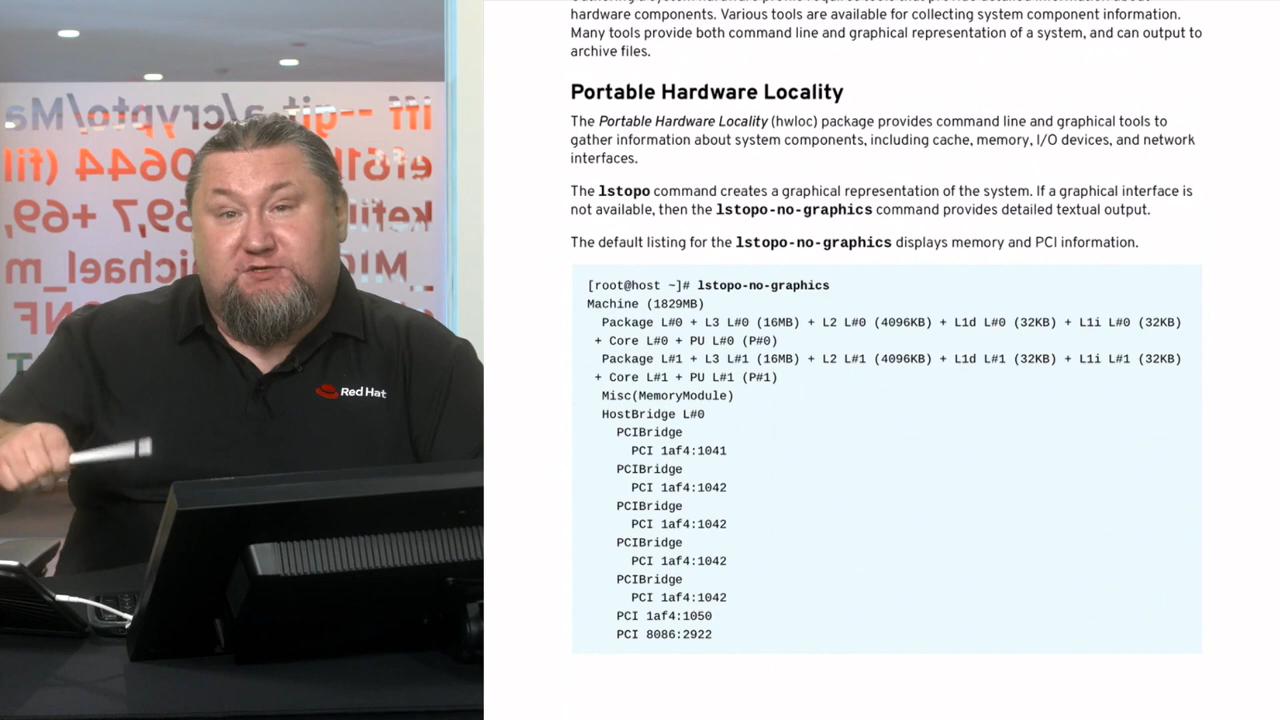 hardware components. Various tools are available for collecting system component information.
Many tools provide both command line and graphical representation of a system, and can output to
archive files.
Portable Hardware Locality
The Portable Hardware Locality (hwloc) package provides command line and graphical tools to
gather information about system components, including cache, memory, I/O devices, and network
interfaces.
The lstopo command creates a graphical representation of the system. If a graphical interface is
not available, then the lstopo-no-graphics command provides detailed textual output.
The default listing for the lstopo-no-graphics displays memory and PCI information.
[root@host ~]# lstopo-no-graphics
Machine (1829MB)
Package L#0 + L3 L#0 (16MB) + L2 L#0 (4096KB) + L1d L#0 (32KB) + L1i L#0 (32KB)
+ Core L#0 + PU L#0 (P#0)
Package L#1 + L3 L#1 (16MB) + L2 L#1 (4096KB) + L1d L#1 (32KB) + L1i L#1 (32KB)
+ Core L#1 + PU L#1 (P#1)
Misc(MemoryModule)
HostBridge L#0
PCIBridge
PCI 1af4:1041
PCIBridge
PCI 1af4:1042
PCIBridge
PCI 1af4:1042
PCIBridge
PCI 1af4:1042
PCIBridge
PCI 1af4:1042
PCI 1af4:1050
PCI 8086:2922
Red Hat